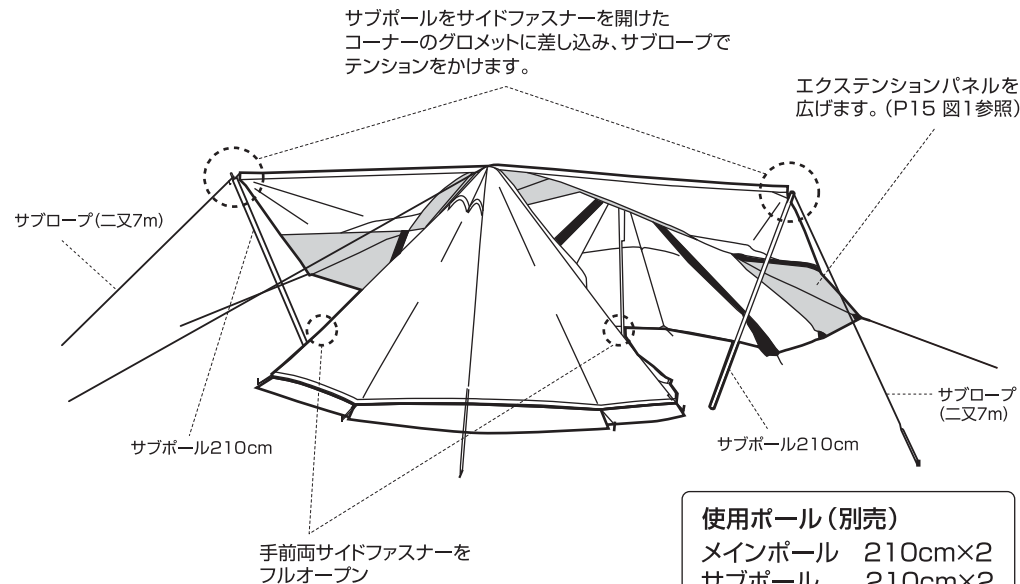 サブポールをサイドファスナーを開けた
コーナーのグロメットに差し込み、サブロープで
テンションをかけます。
エクステンションパネルを
広げます。（P15 図1参照）
サブロープ（二又7m）
サブロープ
（二又7m）
サブポール210cm
サブポール210cm
手前両サイドファスナーを
フルオープン
使用ポール（別売）
メインポール　210cm×2
サブポール　210cm×2